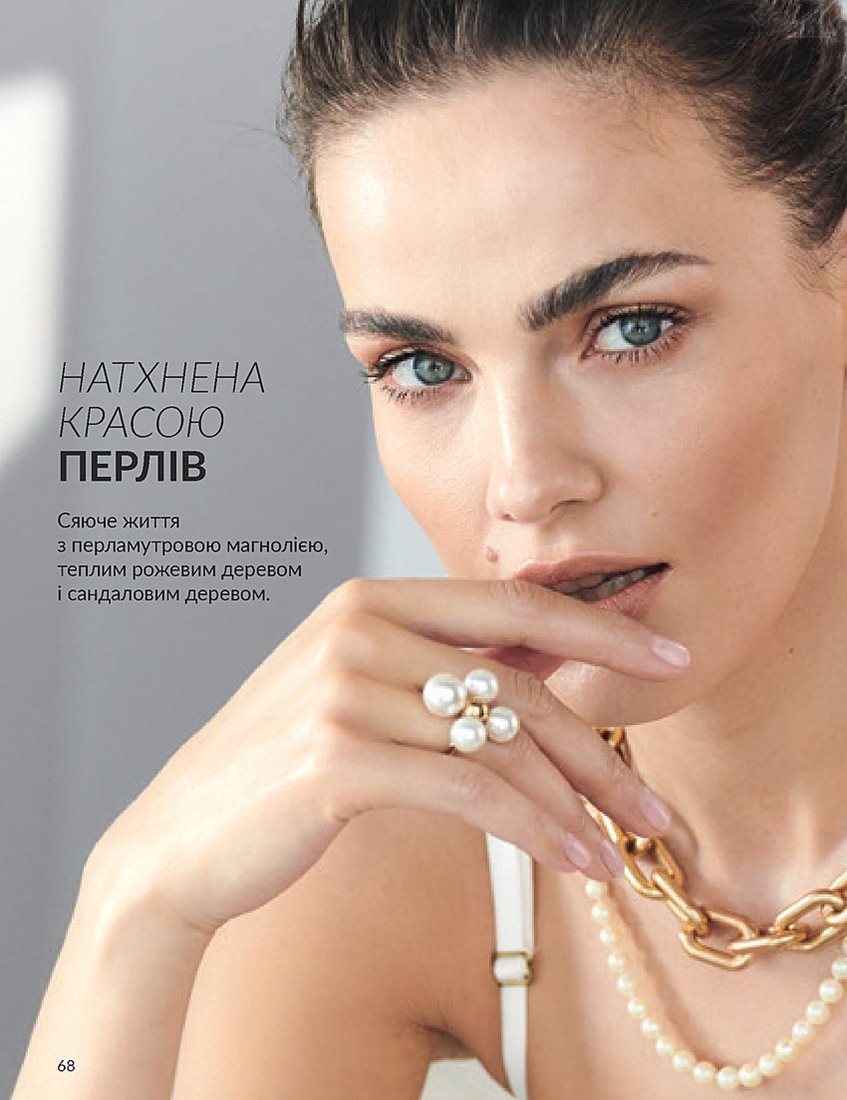 НАТХНЕНА
КРАСОЮ
ПЕРЛІВ
Сяюче життя
з перламутровою магнолією,
теплим рожевим деревом
і сандаловим деревом.
68